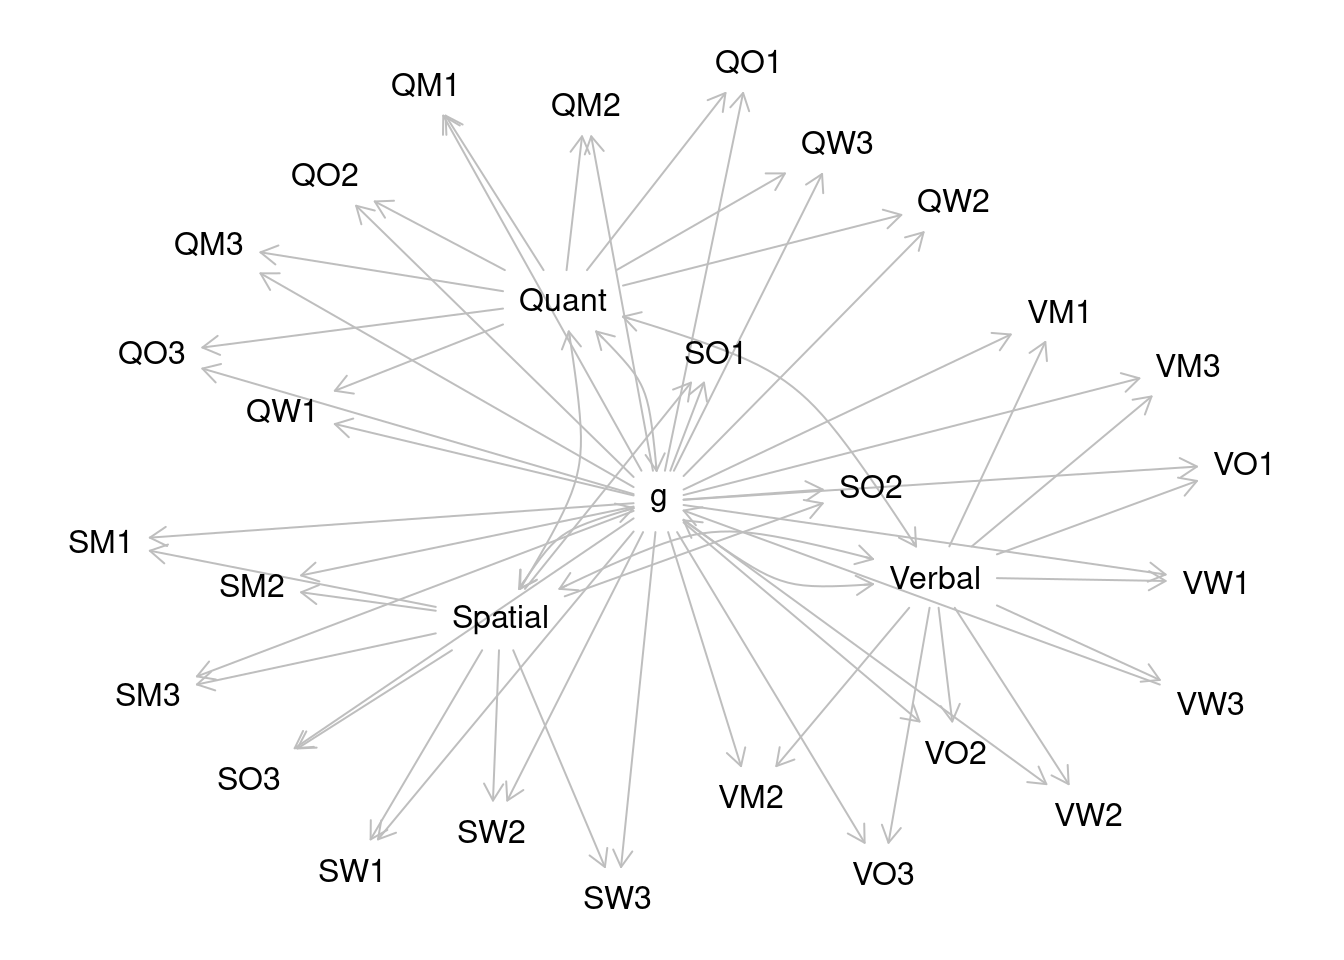 QO1
QM1
QM2
QW3
QO2
QW2
QM3
Quant
VM1
QO3
SO1
VM3
QW1
VO1
SO2
g
SM1
Verbal
VW1
SM2
Spatial
SM3
VW3
VO2
SO3
VM2
VW2
SW2
SW1
VO3
SW3